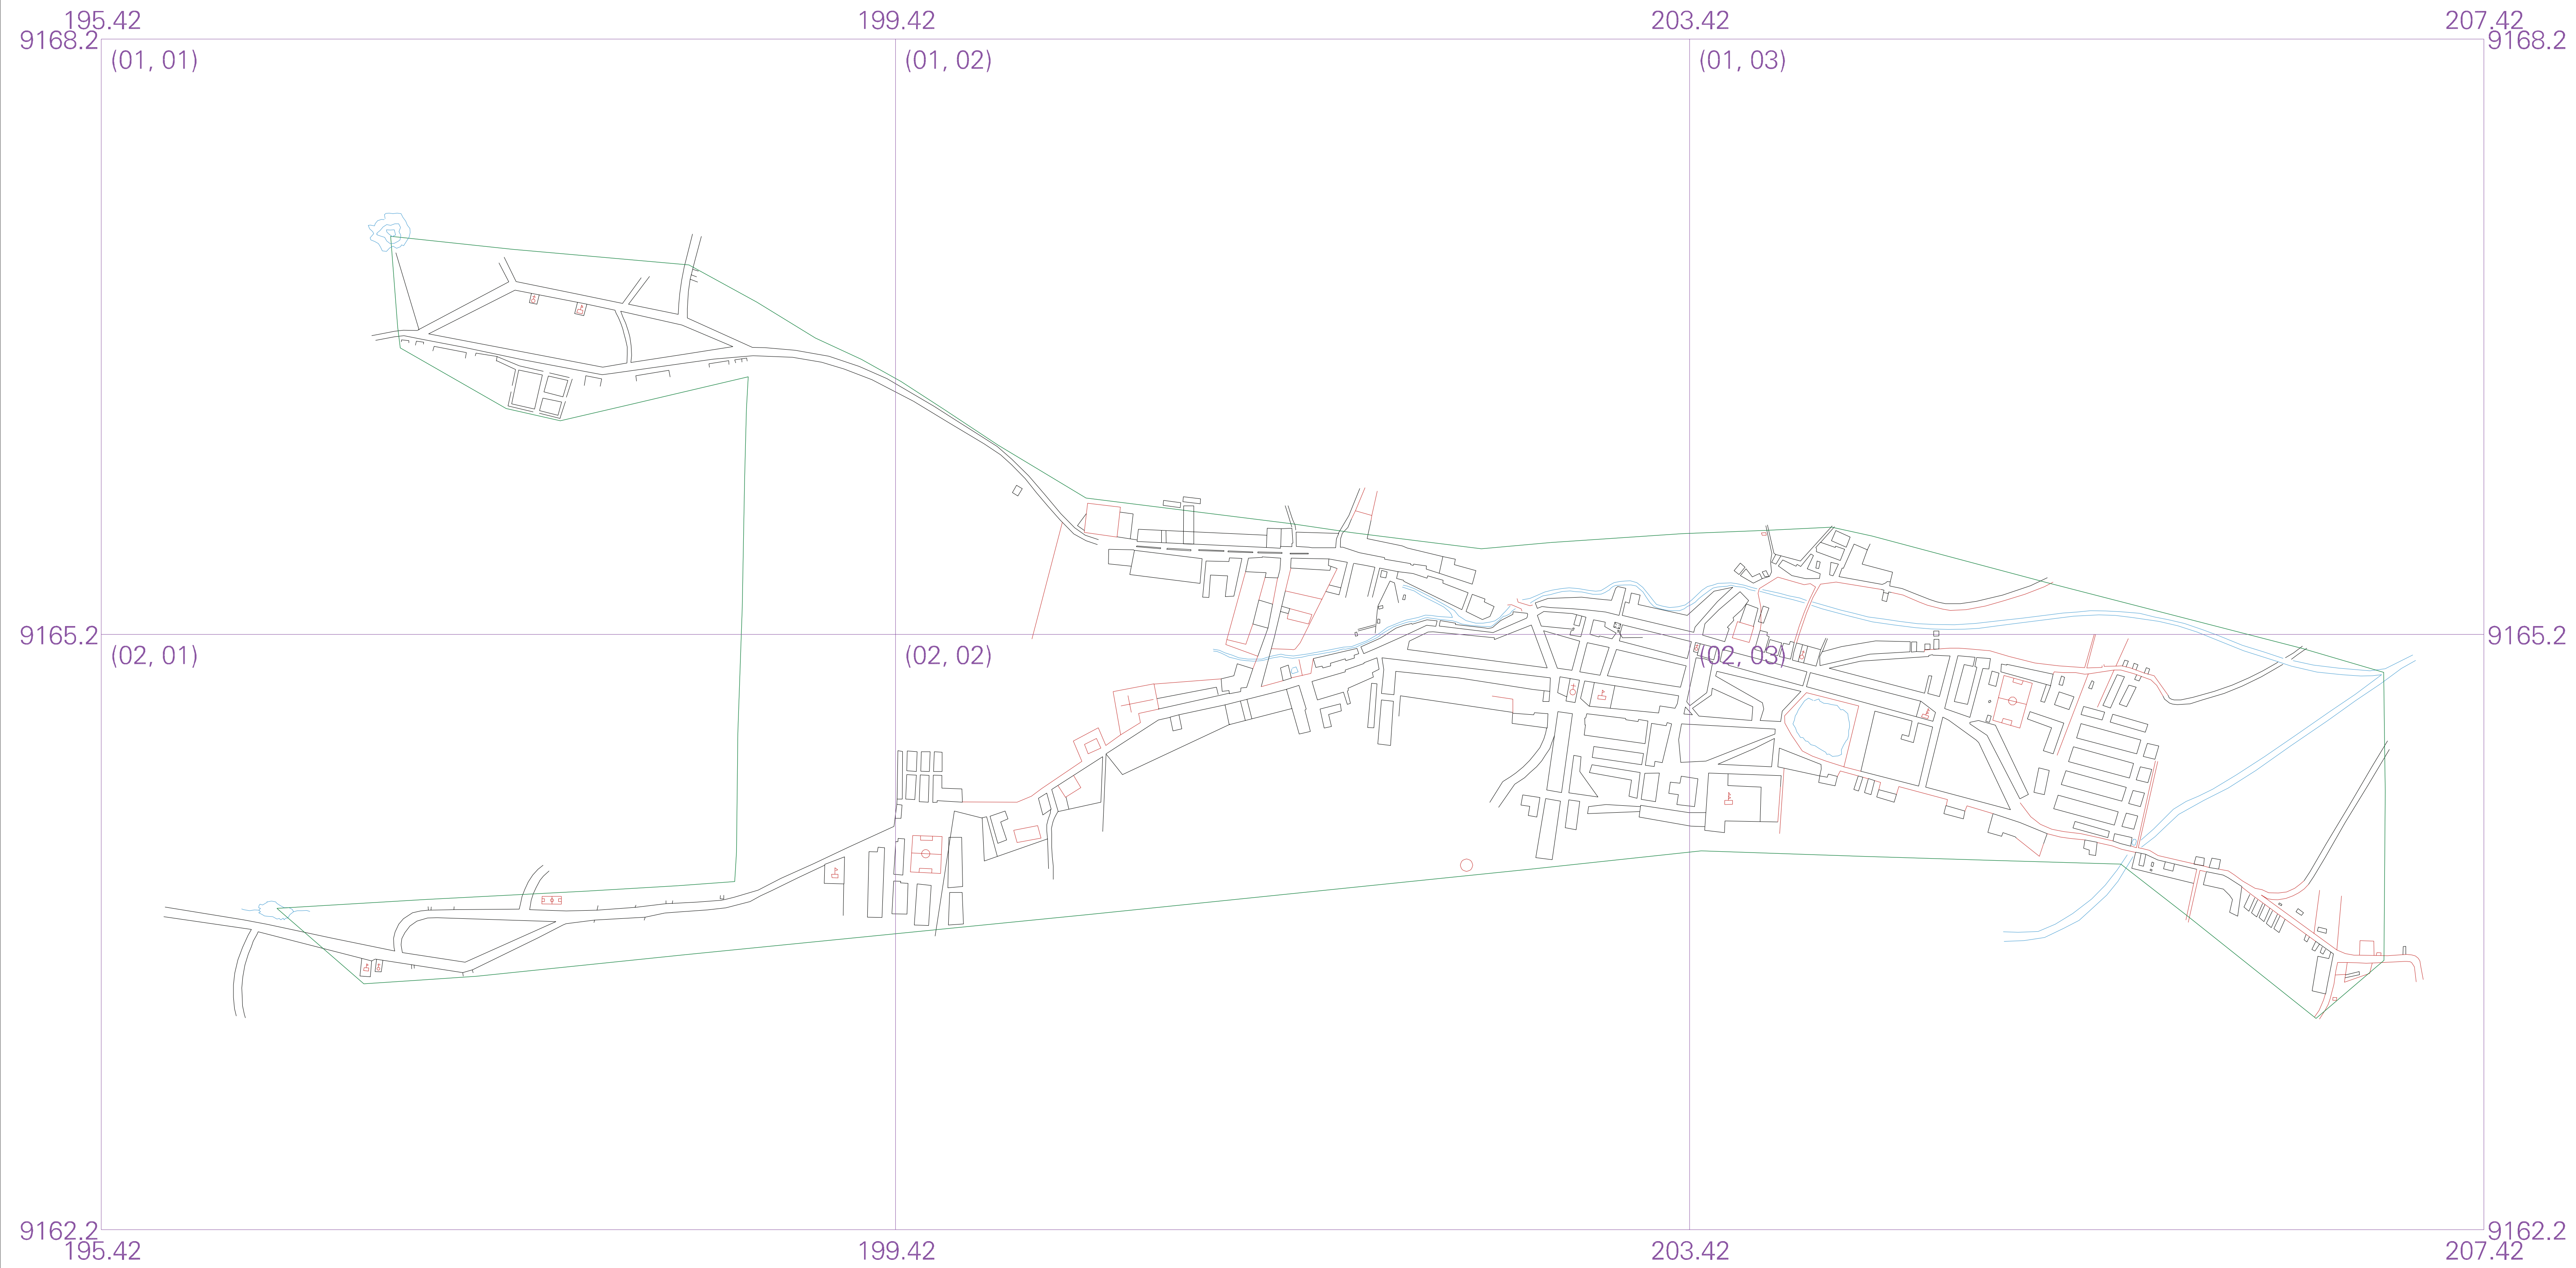 195.42 199.42 203.42 207.42
9168.2 9168.2
(01, 01) (01, 02) (01, 03)
9165.2 9165.2
(02, 01) (02, 02) (02, 03)
9162.2 9162.2
195.42 199.42 203.42 207.42